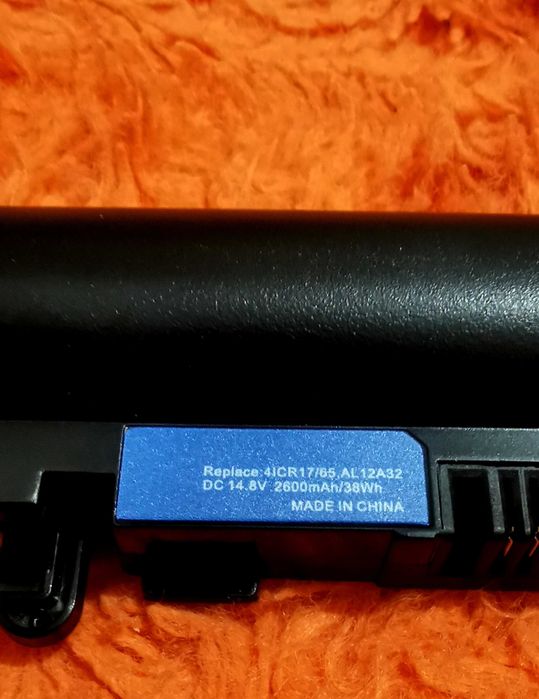 Replace:4ICR17/65,AL12A32
DC 14.8V 2600mAh/38Wh
MADE IN CHINA